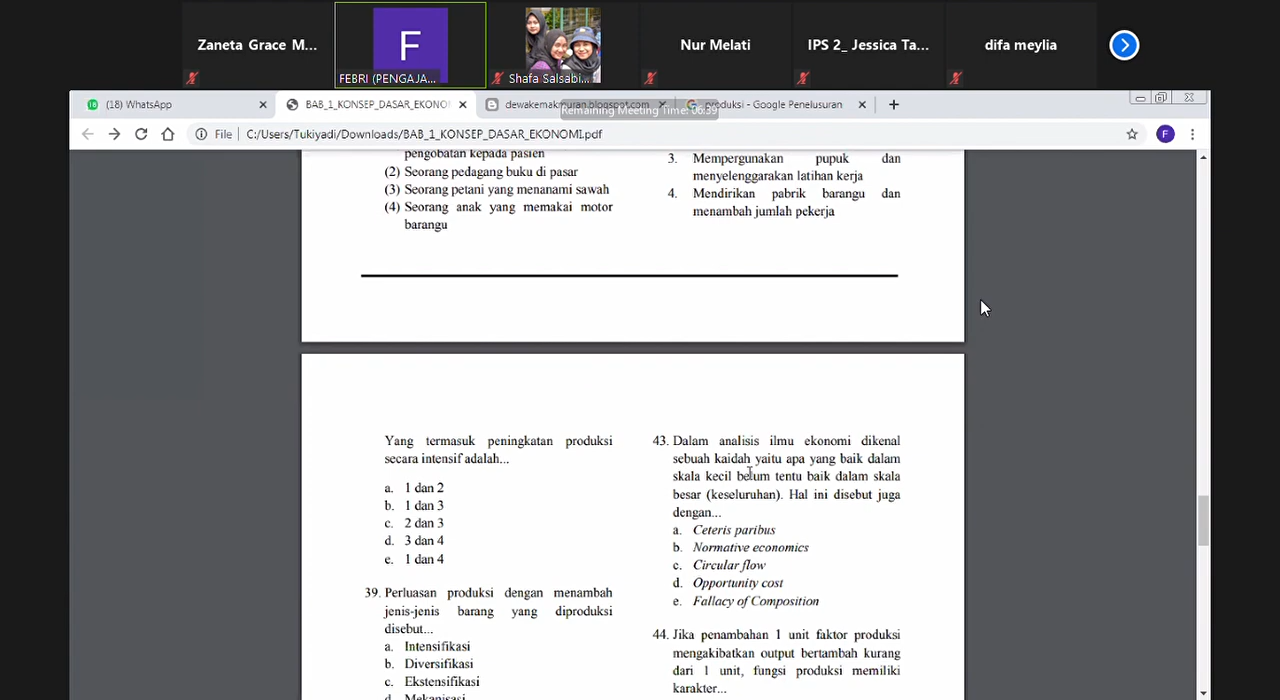 Zaneta Grace M...
FEBRI (PENGAJA...
Shafa Salsabi...
Nur Melati
IPS 2_ Jessica Ta...
difa meylia
(18) WhatsApp
BAB_1_KONSEP_DASAR_EKONO
dewakemakmuran.blogspot.com
produksi - Google Penelusuran
Remaining Meeting Time: 06:39
File
C:/Users/Tukiyadi/Downloads/BAB_1_KONSEP_DASAR_EKONOMI.pdf
F
F
pengobatan kepada pasien
(2) Seorang pedagang buku di pasar
(3) Seorang petani yang menanami sawah
(4) Seorang anak yang memakai motor
barangu
3. Mempergunakan pupuk dan
menyelenggarakan latihan kerja
4. Mendirikan pabrik barangu dan
menambah jumlah pekerja
Yang termasuk peningkatan produksi
secara intensif adalah...
a. 1 dan 2
b. 1 dan 3
c. 2 dan 3
d. 3 dan 4
e. 1 dan 4
39. Perluasan produksi dengan menambah
jenis-jenis barang yang diproduksi
disebut...
a. Intensifikasi
b. Diversifikasi
c. Ekstensifikasi
d. Mekanisasi
43. Dalam analisis ilmu ekonomi dikenal
sebuah kaidah yaitu apa yang baik dalam
skala kecil belum tentu baik dalam skala
besar (keseluruhan). Hal ini disebut juga
dengan...
a. Ceteris paribus
b. Normative economics
c. Circular flow
d. Opportunity cost
e. Fallacy of Composition
44. Jika penambahan 1 unit faktor produksi
mengakibatkan output bertambah kurang
dari 1 unit, fungsi produksi memiliki
karakter...